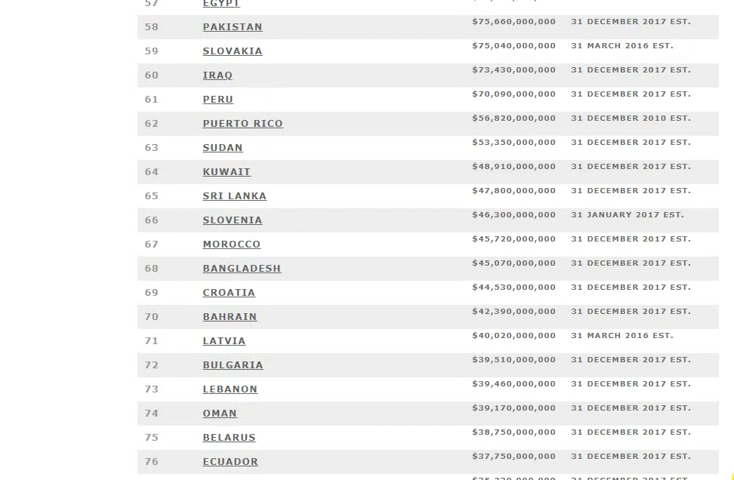 57 EGYPT
58 PAKISTAN $75,660,000,000 31 DECEMBER 2017 EST.
59 SLOVAKIA $75,040,000,000 31 MARCH 2016 EST.
60 IRAQ $73,430,000,000 31 DECEMBER 2017 EST.
61 PERU $70,090,000,000 31 DECEMBER 2017 EST.
62 PUERTO RICO $56,820,000,000 31 DECEMBER 2010 EST.
63 SUDAN $53,350,000,000 31 DECEMBER 2017 EST.
64 KUWAIT $48,910,000,000 31 DECEMBER 2017 EST.
65 SRI LANKA $47,800,000,000 31 DECEMBER 2017 EST.
66 SLOVENIA $46,300,000,000 31 JANUARY 2017 EST.
67 MOROCCO $45,720,000,000 31 DECEMBER 2017 EST.
68 BANGLADESH $45,070,000,000 31 DECEMBER 2017 EST.
69 CROATIA $44,530,000,000 31 DECEMBER 2017 EST.
70 BAHRAIN $42,390,000,000 31 DECEMBER 2017 EST.
71 LATVIA $40,020,000,000 31 MARCH 2016 EST.
72 BULGARIA $39,510,000,000 31 DECEMBER 2017 EST.
73 LEBANON $39,460,000,000 31 DECEMBER 2017 EST.
74 OMAN $39,170,000,000 31 DECEMBER 2017 EST.
75 BELARUS $38,750,000,000 31 DECEMBER 2017 EST.
76 ECUADOR $37,750,000,000 31 DECEMBER 2017 EST.
31 DECEMBER 2017 EST.